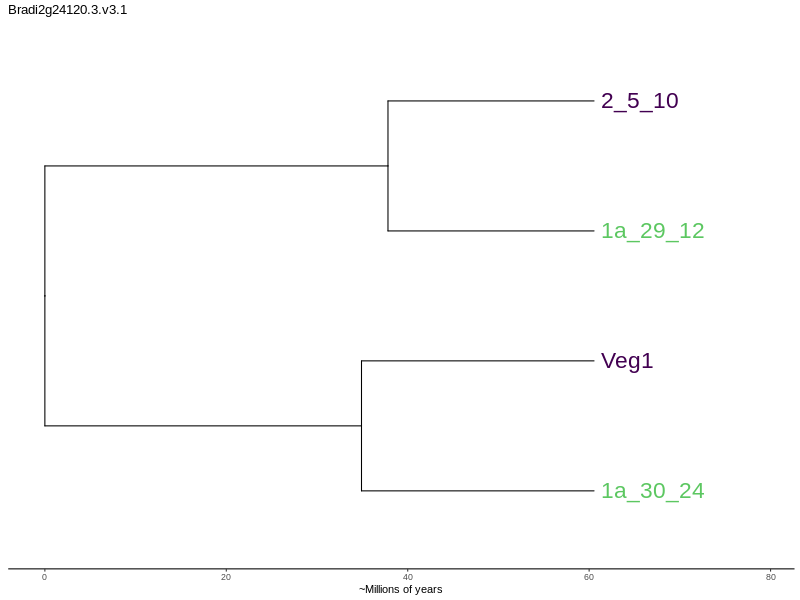 Bradi2g24120.3.v3.1
2_5_10
1a_29_12
Veg1
1a_30_24
0 20 40 60 80
~Millions of years